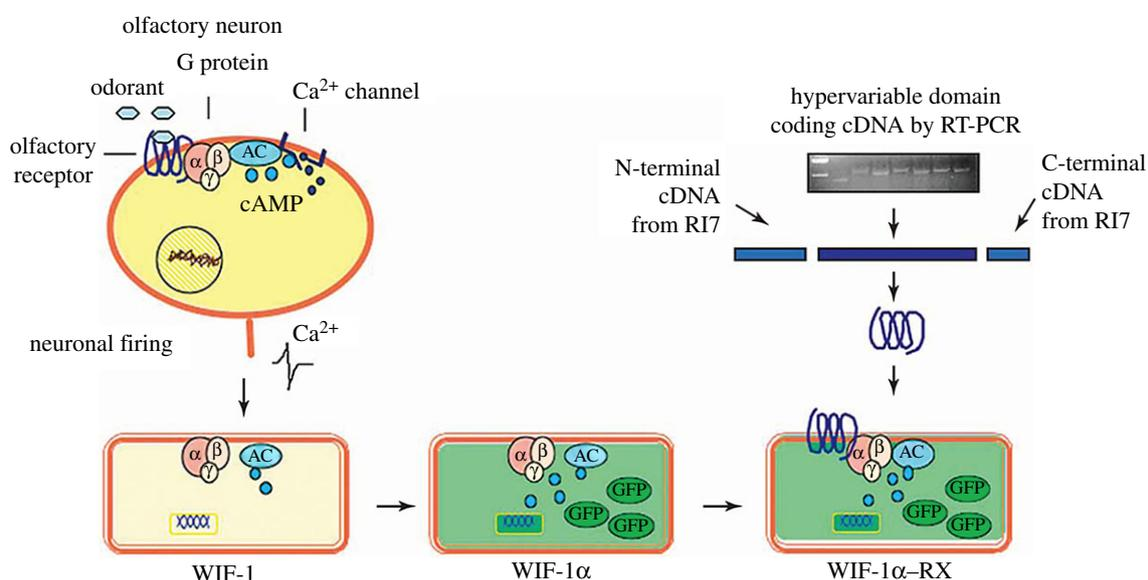 olfactory neuron
G protein
odorant
Ca²⁺ channel
olfactory
receptor
α
β
γ
AC
cAMP
hypervariable domain
coding cDNA by RT-PCR
N-terminal
cDNA
from RI7
C-terminal
cDNA
from RI7
neuronal firing
Ca²⁺
α
β
γ
AC
WIF-1
α
β
γ
AC
GFP
GFP
GFP
WIF-1α
α
β
γ
AC
GFP
GFP
GFP
WIF-1α–RX